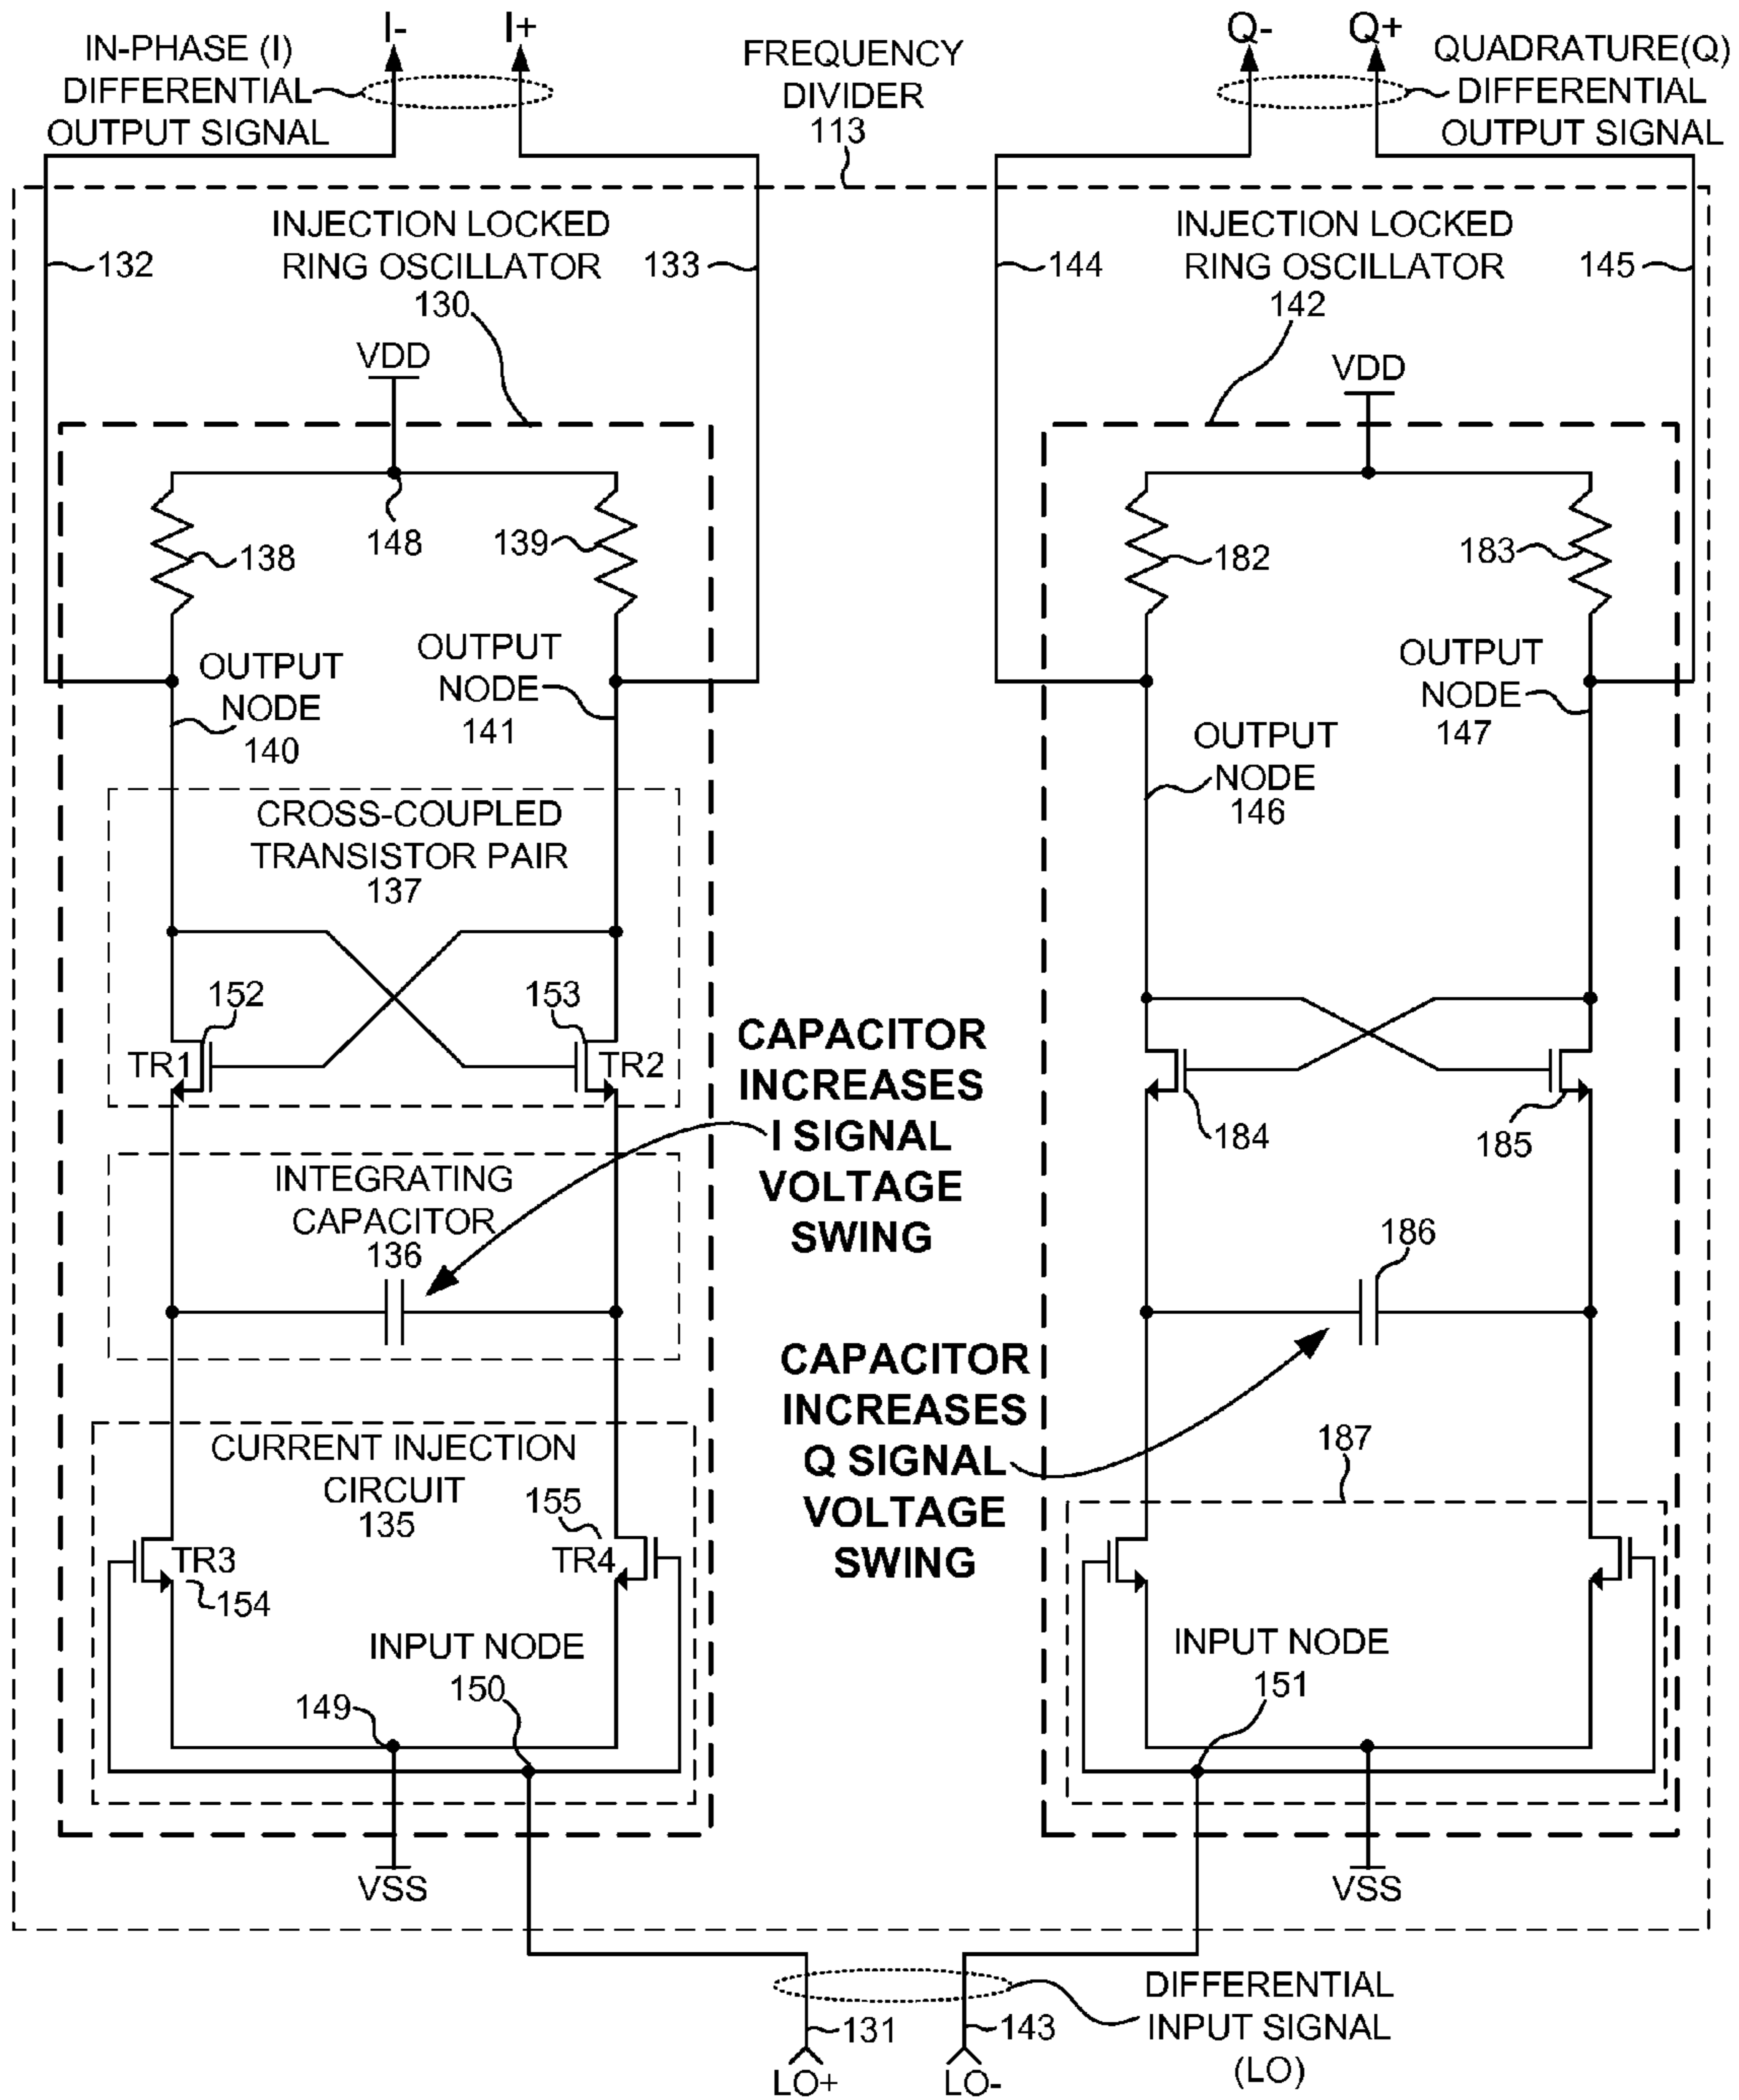 I-
I+
Q-
Q+
IN-PHASE (I)
DIFFERENTIAL
OUTPUT SIGNAL
FREQUENCY
DIVIDER
113
QUADRATURE(Q)
DIFFERENTIAL
OUTPUT SIGNAL
INJECTION LOCKED
RING OSCILLATOR
130
132
133
INJECTION LOCKED
RING OSCILLATOR
142
144
145
VDD
VDD
148
138
139
182
183
OUTPUT
NODE
140
OUTPUT
NODE
141
OUTPUT
NODE
146
OUTPUT
NODE
147
CROSS-COUPLED
TRANSISTOR PAIR
137
152
153
TR1
TR2
CAPACITOR
INCREASES
I SIGNAL
VOLTAGE
SWING
184
185
INTEGRATING
CAPACITOR
136
186
CAPACITOR
INCREASES
Q SIGNAL
VOLTAGE
SWING
CURRENT INJECTION
CIRCUIT
135
155
187
TR3
TR4
154
INPUT NODE
150
149
INPUT NODE
151
VSS
VSS
131
143
LO+
LO-
DIFFERENTIAL
INPUT SIGNAL
(LO)